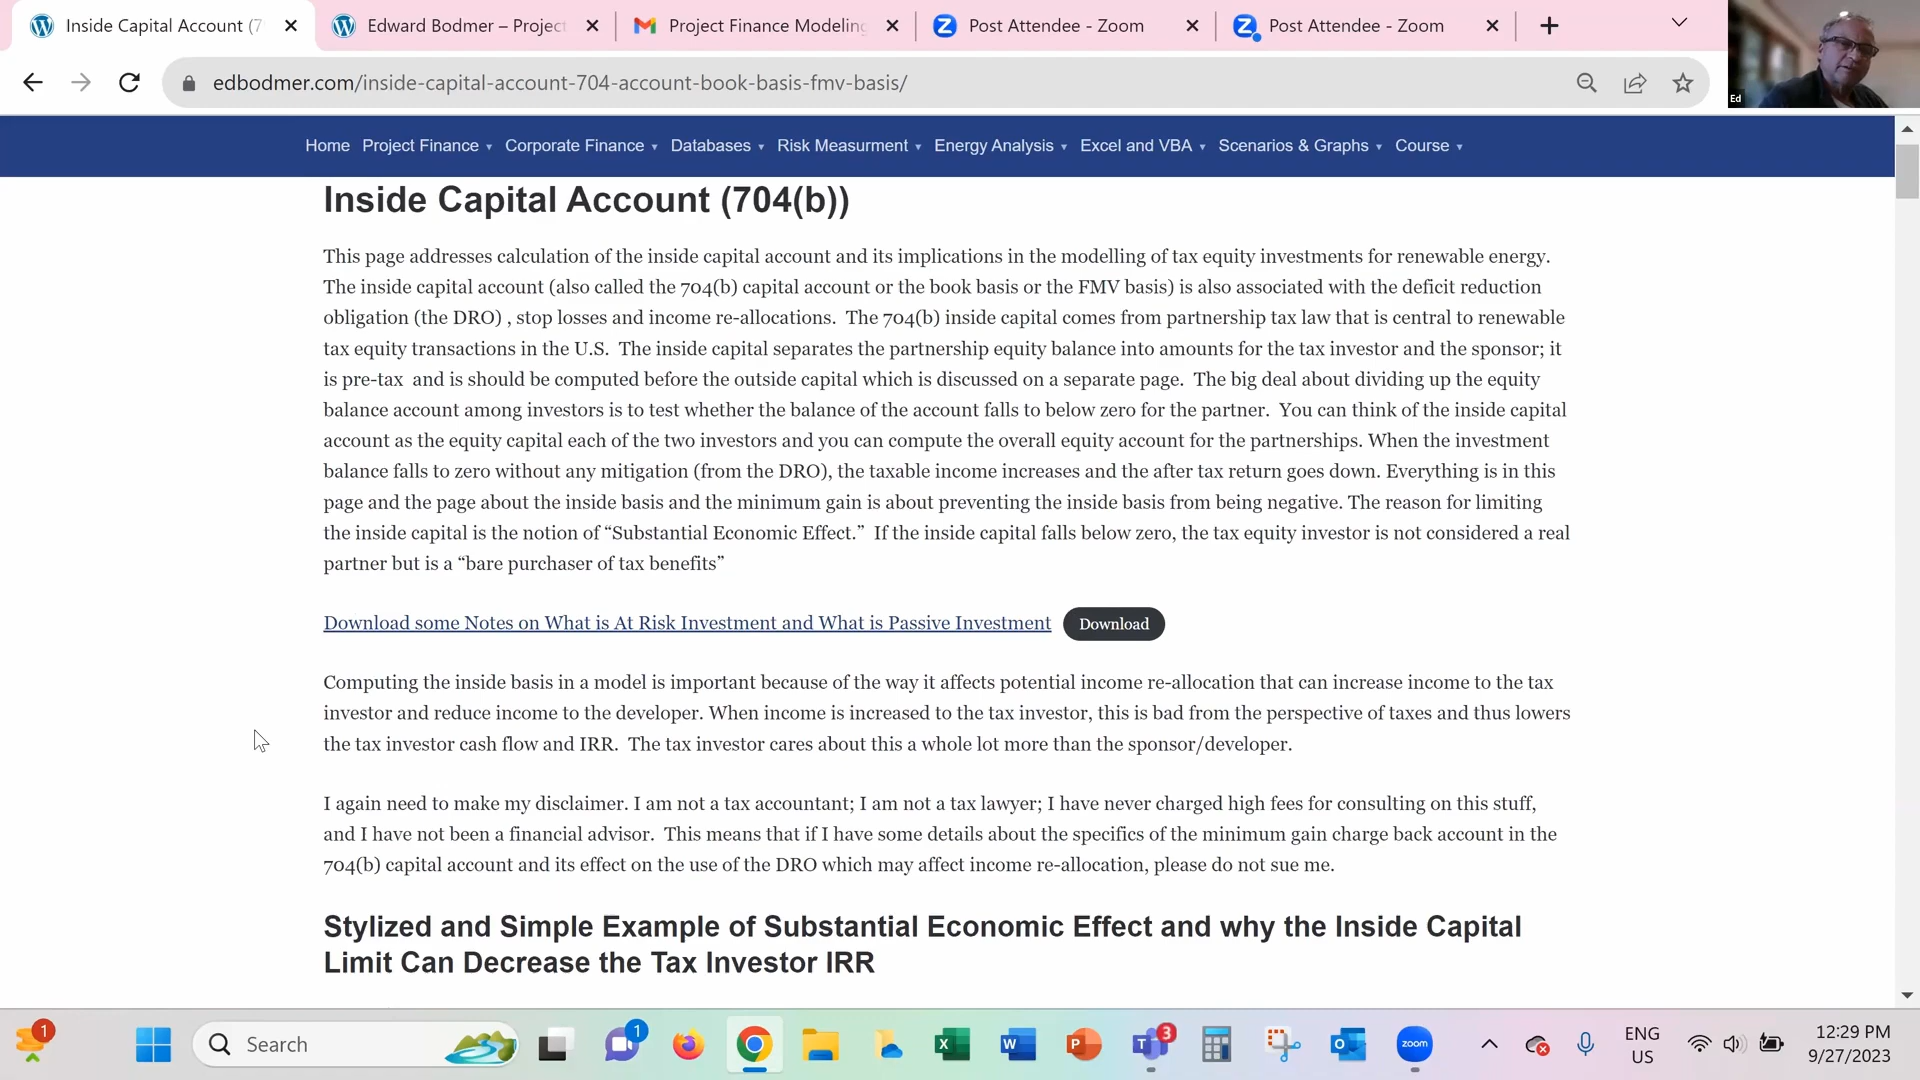 Inside Capital Account (7
Edward Bodmer – Project
Project Finance Modeling
Post Attendee - Zoom
Post Attendee - Zoom
edbodmer.com/inside-capital-account-704-account-book-basis-fmv-basis/
Ed
Home Project Finance Corporate Finance Databases Risk Measurment Energy Analysis Excel and VBA Scenarios & Graphs Course
Inside Capital Account (704(b))
This page addresses calculation of the inside capital account and its implications in the modelling of tax equity investments for renewable energy.
The inside capital account (also called the 704(b) capital account or the book basis or the FMV basis) is also associated with the deficit reduction
obligation (the DRO) , stop losses and income re-allocations. The 704(b) inside capital comes from partnership tax law that is central to renewable
tax equity transactions in the U.S. The inside capital separates the partnership equity balance into amounts for the tax investor and the sponsor; it
is pre-tax and is should be computed before the outside capital which is discussed on a separate page. The big deal about dividing up the equity
balance account among investors is to test whether the balance of the account falls to below zero for the partner. You can think of the inside capital
account as the equity capital each of the two investors and you can compute the overall equity account for the partnerships. When the investment
balance falls to zero without any mitigation (from the DRO), the taxable income increases and the after tax return goes down. Everything is in this
page and the page about the inside basis and the minimum gain is about preventing the inside basis from being negative. The reason for limiting
the inside capital is the notion of “Substantial Economic Effect.” If the inside capital falls below zero, the tax equity investor is not considered a real
partner but is a “bare purchaser of tax benefits”
Download some Notes on What is At Risk Investment and What is Passive Investment Download
Computing the inside basis in a model is important because of the way it affects potential income re-allocation that can increase income to the tax
investor and reduce income to the developer. When income is increased to the tax investor, this is bad from the perspective of taxes and thus lowers
the tax investor cash flow and IRR. The tax investor cares about this a whole lot more than the sponsor/developer.
I again need to make my disclaimer. I am not a tax accountant; I am not a tax lawyer; I have never charged high fees for consulting on this stuff,
and I have not been a financial advisor. This means that if I have some details about the specifics of the minimum gain charge back account in the
704(b) capital account and its effect on the use of the DRO which may affect income re-allocation, please do not sue me.
Stylized and Simple Example of Substantial Economic Effect and why the Inside Capital
Limit Can Decrease the Tax Investor IRR
1
Search
1
3
zoom
ENG
US
12:29 PM
9/27/2023